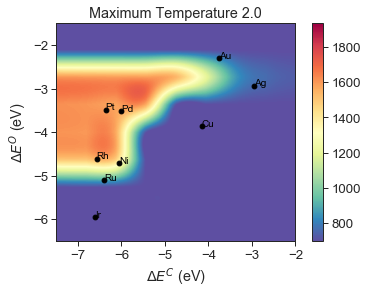 Maximum Temperature 2.0
ΔE^O (eV)
−2
−3
−4
−5
−6
Au
Ag
Pt
Pd
Cu
Rh
Ni
Ru
Ir
1800
1600
1400
1200
1000
800
−7 −6 −5 −4 −3 −2
ΔE^C (eV)